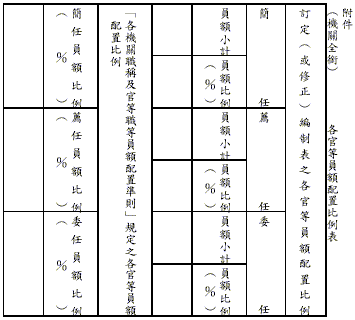 附件
（機關全銜）　各官等員額配置比例表
訂定（或修正）編制表之各官等員額配置比例
簡任
員額小計
員額比例（%）
薦任
員額小計
員額比例（%）
委任
員額小計
員額比例（%）
「各機關職稱及官等職等員額配置準則」規定之各官等員額配置比例
簡任員額比例（%）
薦任員額比例（%）
委任員額比例（%）